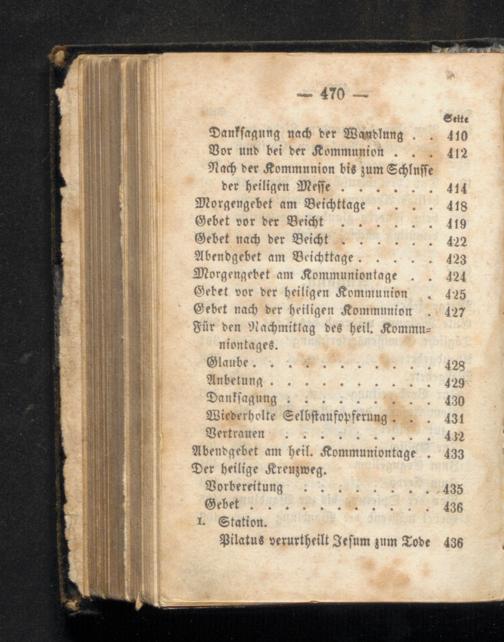 — 470 —
Seite
Dankſagung nach der Wandlung . . 410
Vor und bei der Kommunion . . . 412
Nach der Kommunion bis zum Schluſſe
der heiligen Meſſe . . . . . . 414
Morgengebet am Beichttage . . . . 418
Gebet vor der Beicht . . . . . . 419
Gebet nach der Beicht . . . . . . 422
Abendgebet am Beichttage . . . . . 423
Morgengebet am Kommuniontage . . 424
Gebet vor der heiligen Kommunion . 425
Gebet nach der heiligen Kommunion . 427
Für den Nachmittag des heil. Kommu=
niontages.
Glaube . . . . . . . . . . 428
Anbetung . . . . . . . . . 429
Dankſagung . . . . . . . . 430
Wiederholte Selbſtaufopferung . . . 431
Vertrauen . . . . . . . . 432
Abendgebet am heil. Kommuniontage . 433
Der heilige Kreuzweg.
Vorbereitung . . . . . . . . 435
Gebet . . . . . . . . . . . 436
1. Station.
Pilatus verurtheilt Jeſum zum Tode 436